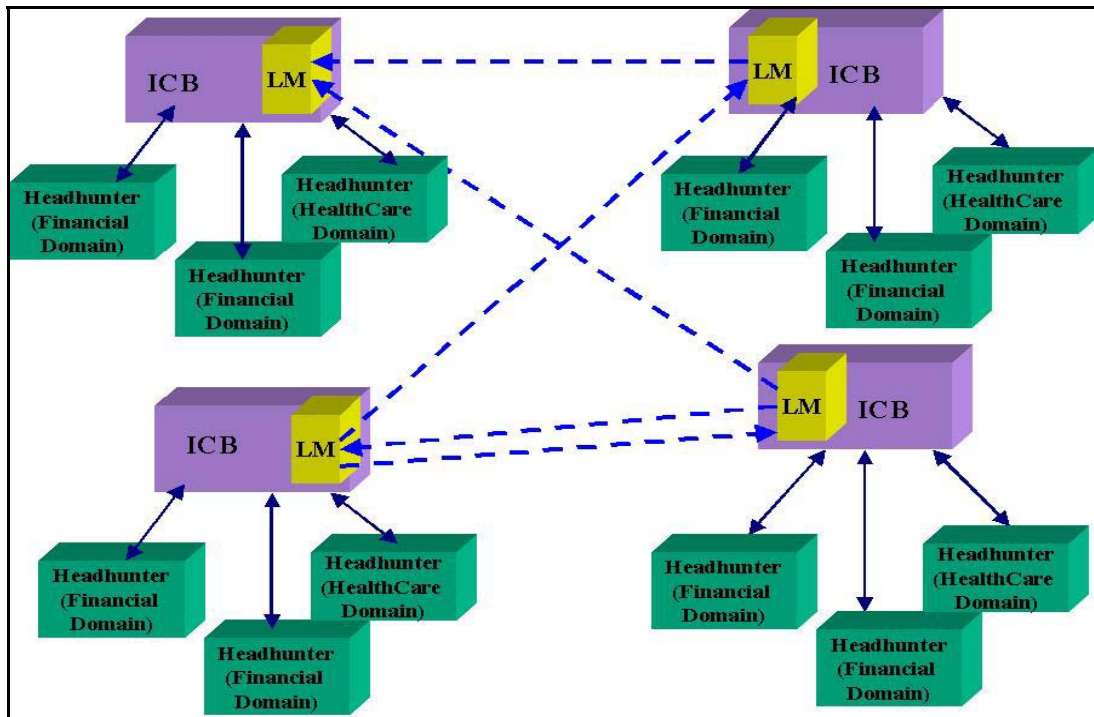 ICB
LM
Headhunter
(Financial
Domain)
Headhunter
(Financial
Domain)
Headhunter
(HealthCare
Domain)
LM
ICB
Headhunter
(Financial
Domain)
Headhunter
(Financial
Domain)
Headhunter
(HealthCare
Domain)
ICB
LM
Headhunter
(Financial
Domain)
Headhunter
(Financial
Domain)
Headhunter
(HealthCare
Domain)
LM
ICB
Headhunter
(Financial
Domain)
Headhunter
(Financial
Domain)
Headhunter
(HealthCare
Domain)